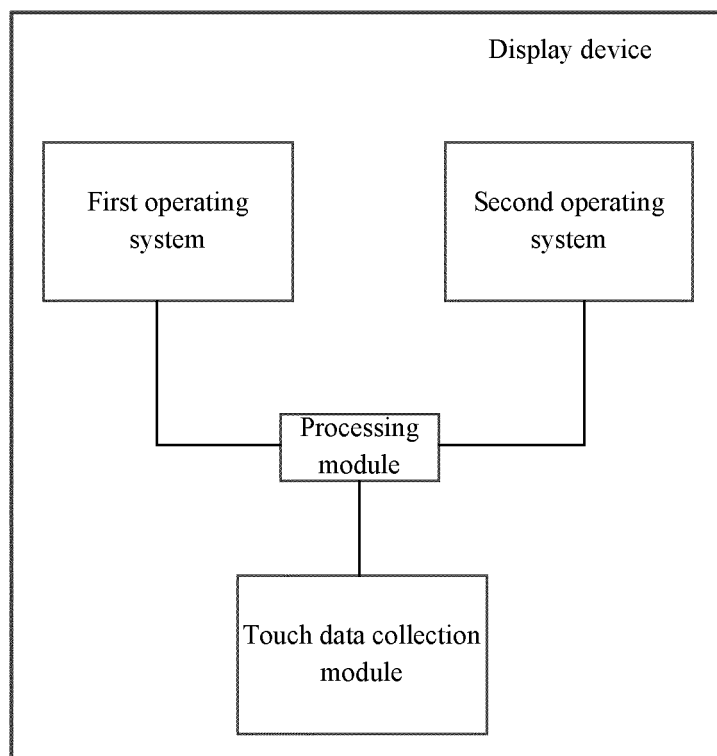 Display device
First operating
system
Second operating
system
Processing
module
Touch data collection
module